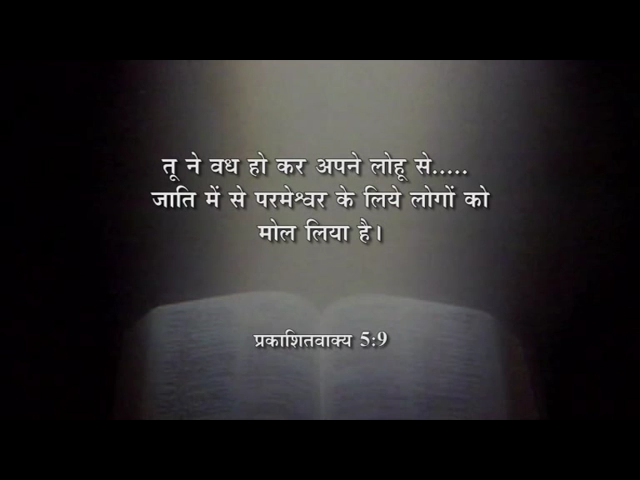 तू ने वध हो कर अपने लोहू से.....
जाति में से परमेश्वर के लिये लोगों को
मोल लिया है।
प्रकाशितवाक्य 5:9